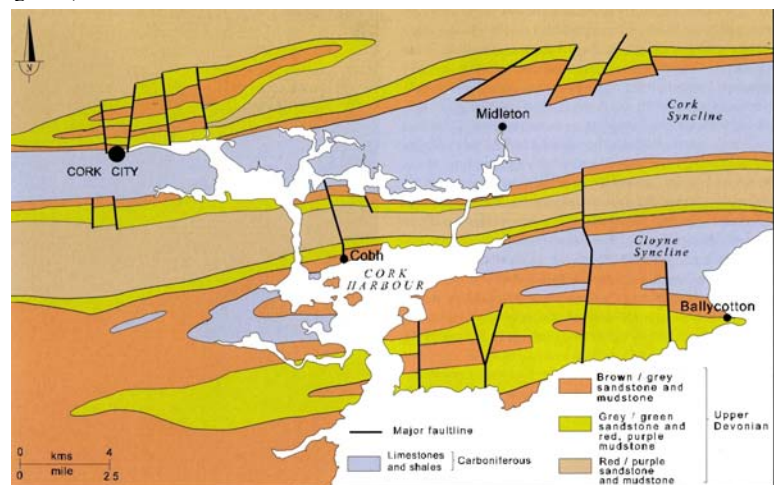 N
Midleton
Cork
Syncline
CORK CITY
Cloyne
Syncline
Cobh
CORK
HARBOUR
Ballycotton
Brown / grey
sandstone and
mudstone
Grey / green
sandstone and
red, purple
mudstone
Red / purple
sandstone
and mudstone
Upper
Devonian
Major faultline
Limestones
and shales
Carboniferous
0 kms 4
0 mile 2.5